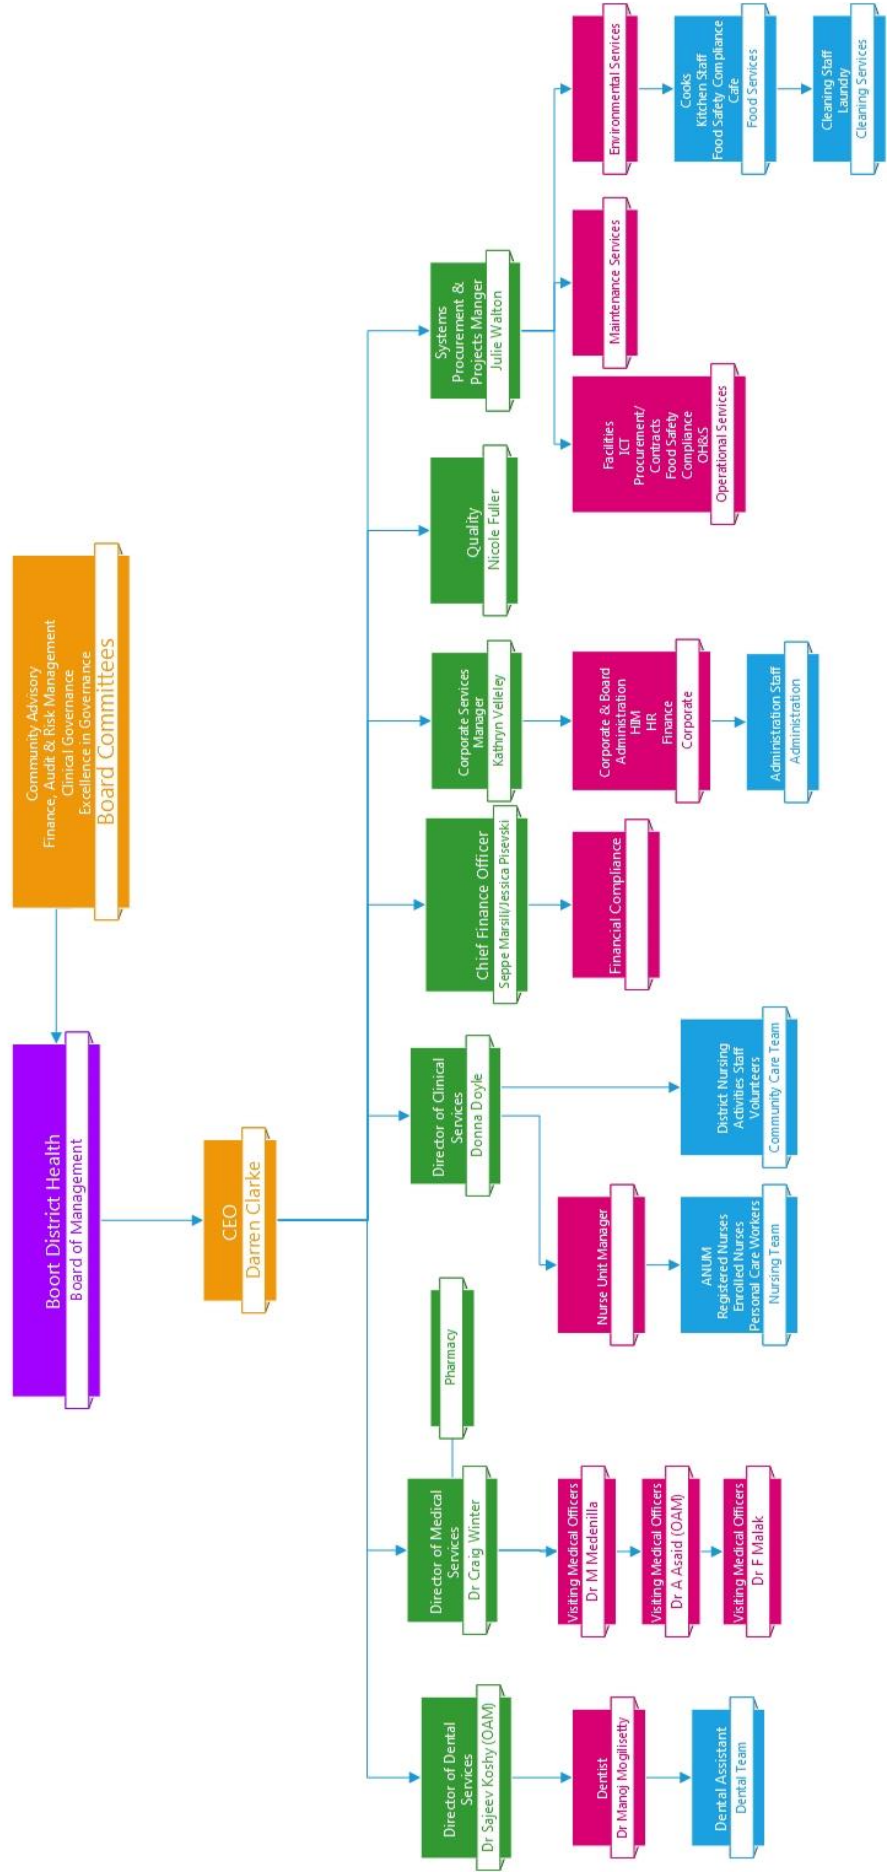 Community Advisory
Finance, Audit & Risk Management
Clinical Governance
Excellence in Governance
Board Committees
Boort District Health
Board of Management
CEO
Darren Clarke
Director of Dental
Services
Dr Sajeev Koshy (OAM)
Dentist
Dr Manoj Mogilisetty
Dental Assistant
Dental Team
Director of Medical
Services
Dr Craig Winter
Pharmacy
Visiting Medical Officers
Dr M Medenilla
Visiting Medical Officers
Dr A Asaid (OAM)
Visiting Medical Officers
Dr F Malak
Director of Clinical
Services
Donna Doyle
Nurse Unit Manager
ANUM
Registered Nurses
Enrolled Nurses
Personal Care Workers
Nursing Team
District Nursing
Activities Staff
Volunteers
Community Care Team
Chief Finance Officer
Seppe Marsili/Jessica Pisevski
Financial Compliance
Corporate Services
Manager
Kathryn Velleley
Corporate & Board
Administration
HIM
HR
Finance
Corporate
Administration Staff
Administration
Quality
Nicole Fuller
Systems
Procurement &
Projects Manger
Julie Walton
Facilities
ICT
Procurement/
Contracts
Food Safety
Compliance
OH&S
Operational Services
Maintenance Services
Environmental Services
Cooks
Kitchen Staff
Food Safety Compliance
Cafe
Food Services
Cleaning Staff
Laundry
Cleaning Services